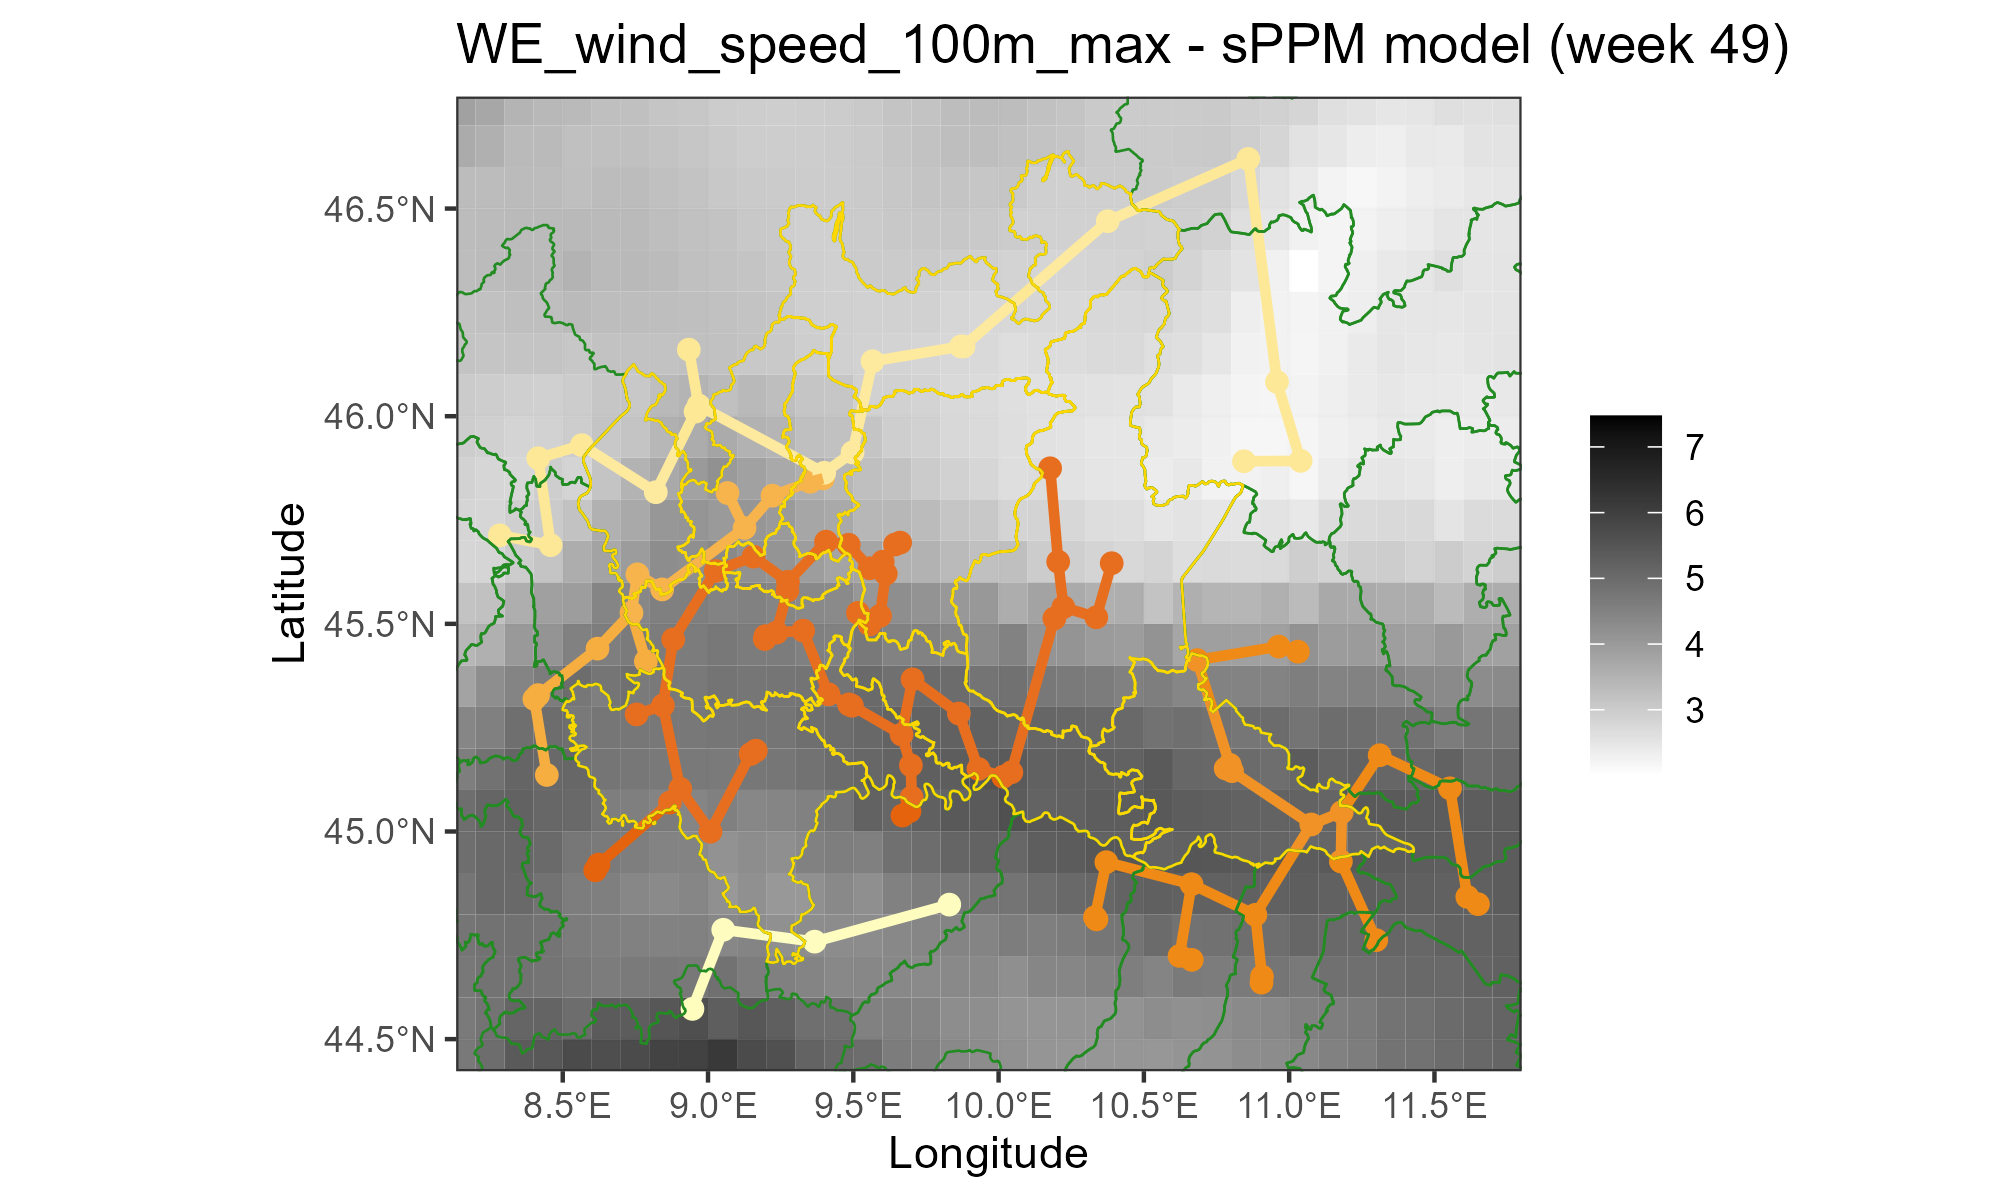 WE_wind_speed_100m_max - sPPM model (week 49)
46.5°N
46.0°N
45.5°N
45.0°N
44.5°N
Latitude
8.5°E 9.0°E 9.5°E 10.0°E 10.5°E 11.0°E 11.5°E
Longitude
7
6
5
4
3